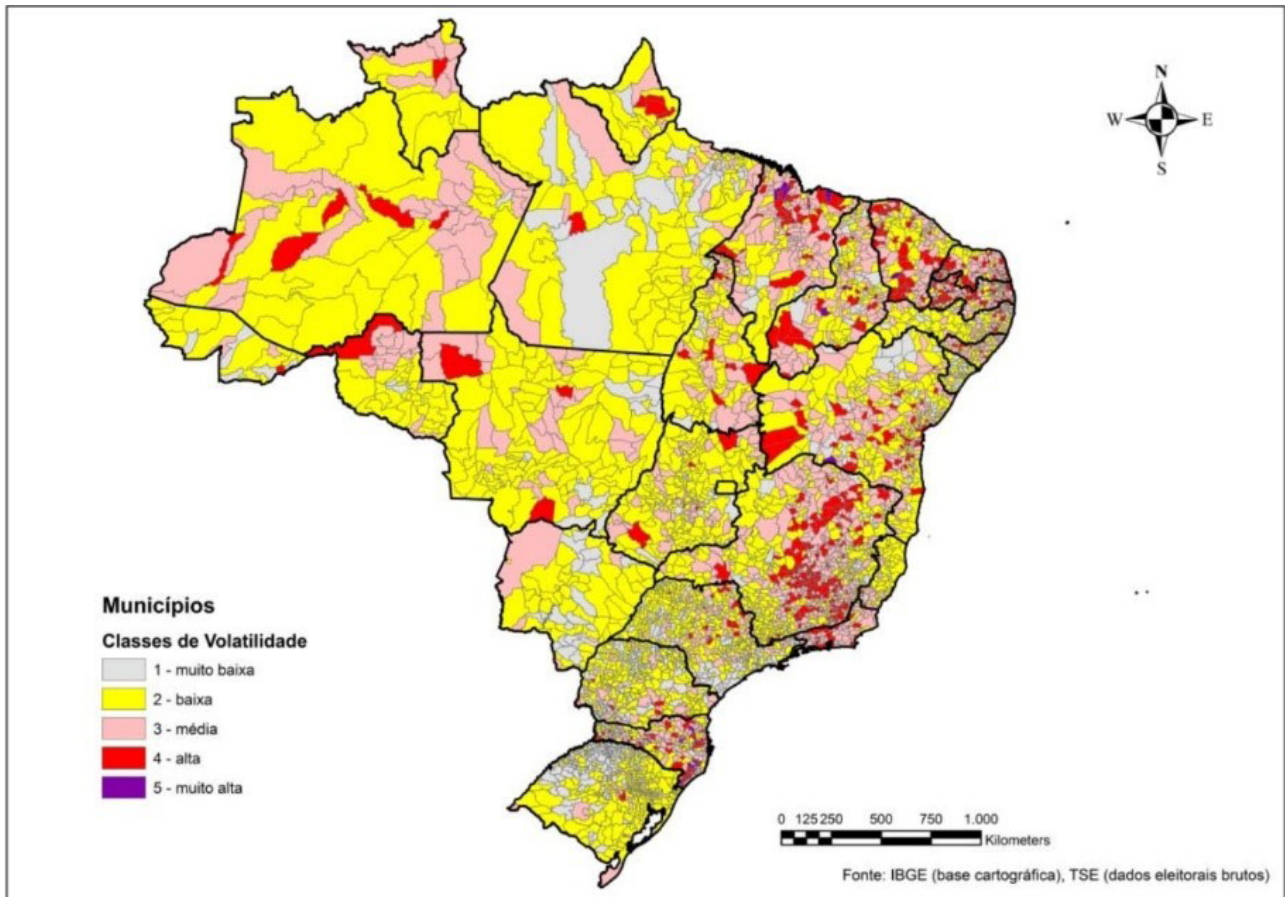 N
W E
S
Municípios
Classes de Volatilidade
1 - muito baixa
2 - baixa
3 - média
4 - alta
5 - muito alta
0 125 250 500 750 1.000
Kilometers
Fonte: IBGE (base cartográfica), TSE (dados eleitorais brutos)